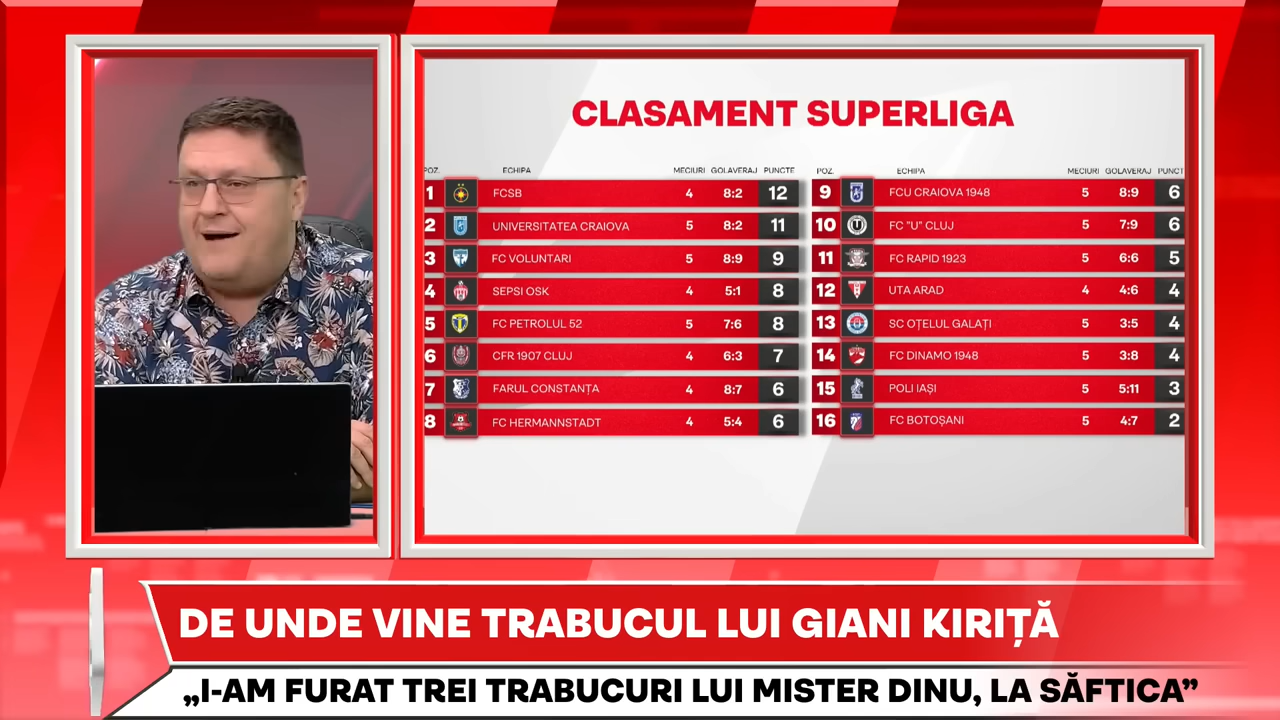 CLASAMENT SUPERLIGA
POZ. ECHIPA MECIURI GOLAVERAJ PUNCTE
1 FCSB 4 8:2 12
2 UNIVERSITATEA CRAIOVA 5 8:2 11
3 FC VOLUNTARI 5 8:9 9
4 SEPSI OSK 4 5:1 8
5 FC PETROLUL 52 5 7:6 8
6 CFR 1907 CLUJ 4 6:3 7
7 FARUL CONSTANȚA 4 8:7 6
8 FC HERMANNSTADT 4 5:4 6
POZ. ECHIPA MECIURI GOLAVERAJ PUNCT
9 FCU CRAIOVA 1948 5 8:9 6
10 FC "U" CLUJ 5 7:9 6
11 FC RAPID 1923 5 6:6 5
12 UTA ARAD 4 4:6 4
13 SC OȚELUL GALAȚI 5 3:5 4
14 FC DINAMO 1948 5 3:8 4
15 POLI IAȘI 5 5:11 3
16 FC BOTOȘANI 5 4:7 2
DE UNDE VINE TRABUCUL LUI GIANI KIRIȚĂ
„I-AM FURAT TREI TRABUCURI LUI MISTER DINU, LA SĂFTICA”